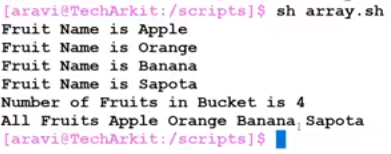 [aravi@TechArkit:/scripts]$ sh array.sh
Fruit Name is Apple
Fruit Name is Orange
Fruit Name is Banana
Fruit Name is Sapota
Number of Fruits in Bucket is 4
All Fruits Apple Orange Banana Sapota
[aravi@TechArkit:/scripts]$